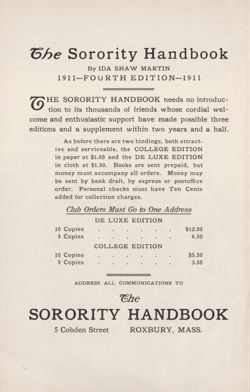 The Sorority Handbook
By IDA SHAW MARTIN
1911—FOURTH EDITION—1911
THE SORORITY HANDBOOK needs no introduc-
tion to its thousands of friends whose cordial wel-
come and enthusiastic support have made possible three
editions and a supplement within two years and a half.
As before there are two bindings, both attract-
ive and serviceable, the COLLEGE EDITION
in paper at $1.00 and the DE LUXE EDITION
in cloth at $1.50. Books are sent prepaid, but
money must accompany all orders. Money may
be sent by bank draft, by express or postoffice
order. Personal checks must have Ten Cents
added for collection charges.
Club Orders Must Go to One Address
DE LUXE EDITION
10 Copies . . . . . . $12.00
5 Copies . . . . . . 6.50
COLLEGE EDITION
10 Copies . . . . . . $5.50
5 Copies . . . . . . 3.50
ADDRESS ALL COMMUNICATIONS TO
The
SORORITY HANDBOOK
5 Cobden Street ROXBURY, MASS.